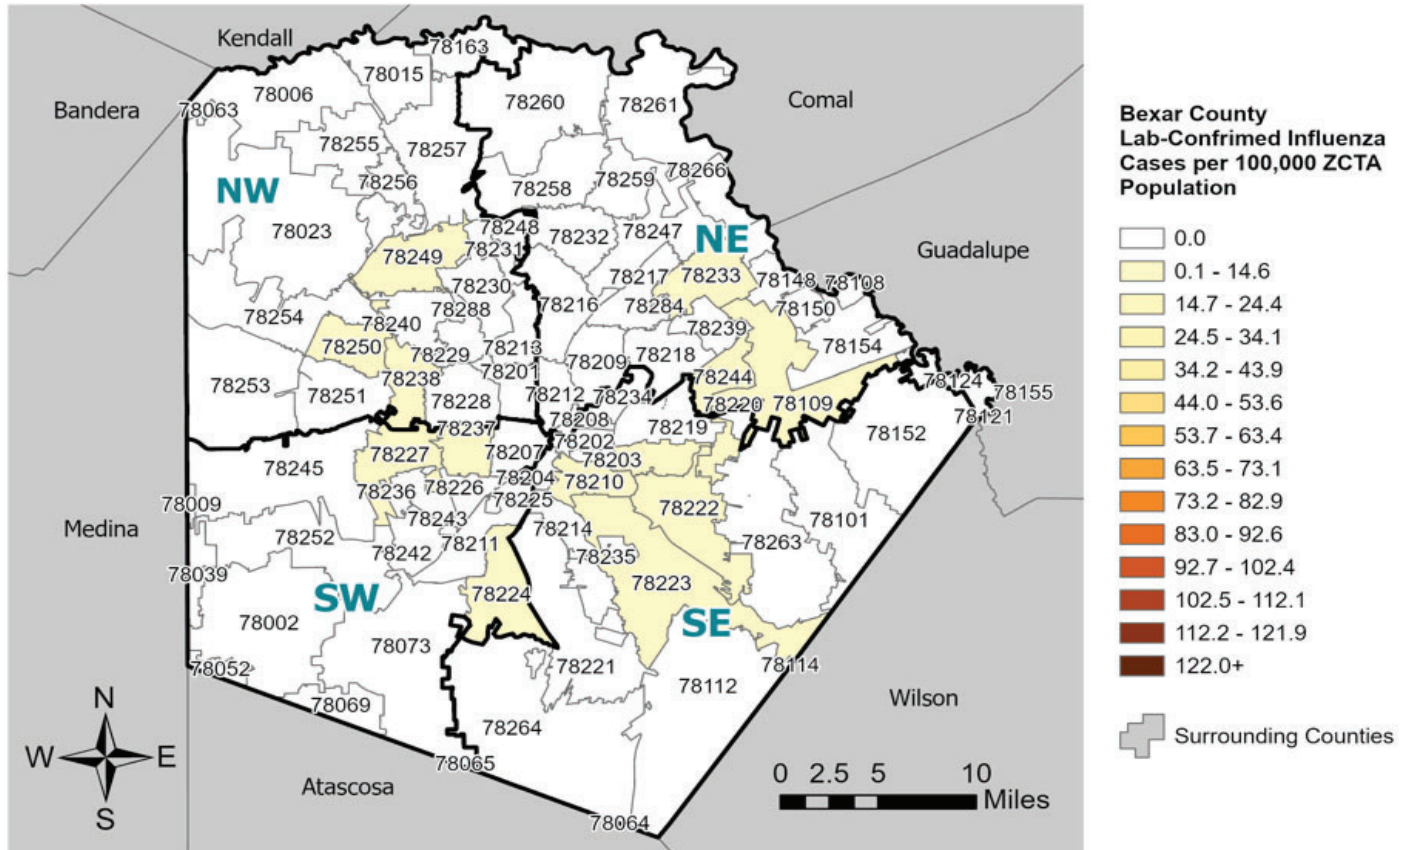 Kendall
78163
78015
Bandera
78063
78006
78260
78261
Comal
78255
78257
78256
78258
78259
78266
NW
78023
78248
78232
78247
NE
78249
78231
78217
78233
78148
78108
Guadalupe
78230
78216
78284
78150
78254
78240
78288
78239
78250
78229
78213
78209
78218
78154
78253
78251
78238
78201
78244
78124
78155
78228
78212
78234
78220
78109
78121
78237
78208
78219
78152
78227
78207
78202
78245
78203
78009
78236
78226
78204
78210
78225
78222
Medina
78252
78243
78214
78101
78242
78211
78235
78263
78039
SW
78224
78223
SE
78002
78073
78052
78221
78114
78112
78069
78264
Wilson
78065
Atascosa
78064
N
W
E
S
0 2.5 5 10
Miles
Bexar County
Lab-Confrimed Influenza
Cases per 100,000 ZCTA
Population
0.0
0.1 - 14.6
14.7 - 24.4
24.5 - 34.1
34.2 - 43.9
44.0 - 53.6
53.7 - 63.4
63.5 - 73.1
73.2 - 82.9
83.0 - 92.6
92.7 - 102.4
102.5 - 112.1
112.2 - 121.9
122.0+
Surrounding Counties